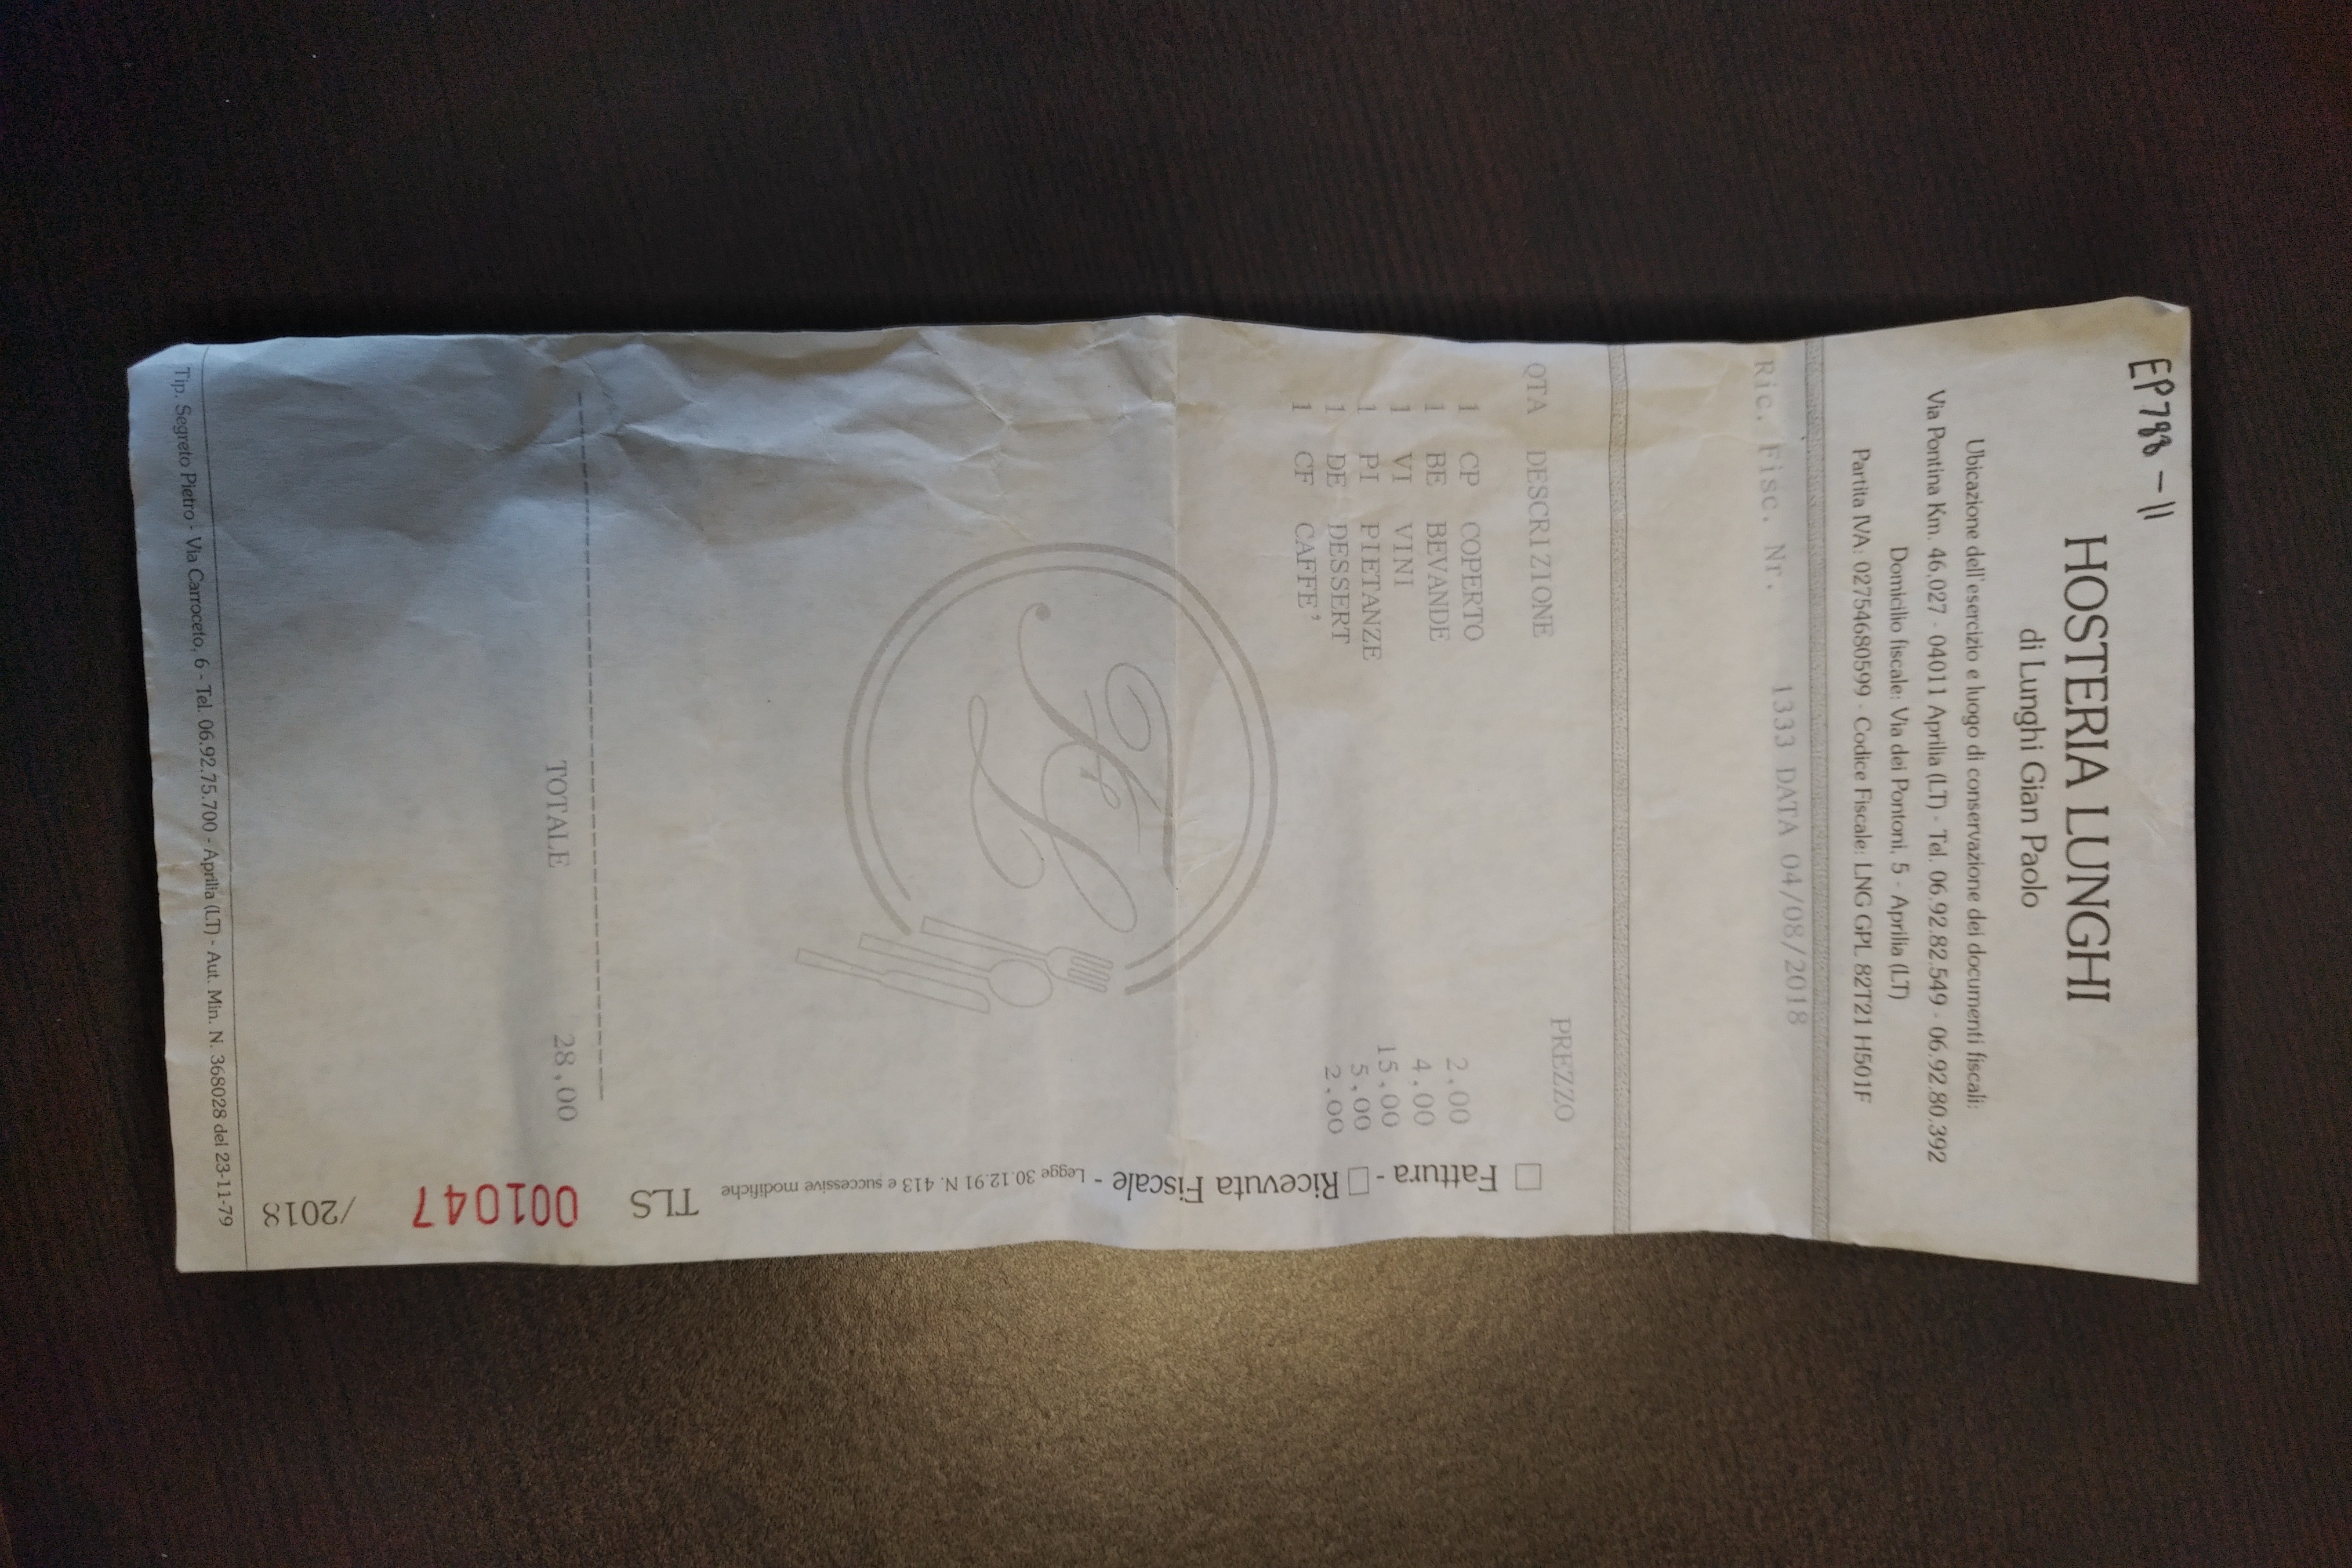 EP788 - 11
HOSTERIA LUNGHI
di Lunghi Gian Paolo
Ubicazione dell'esercizio e luogo di conservazione dei documenti fiscali:
Via Pontina Km. 46,027 - 04011 Aprilia (LT) - Tel. 06.92.82.549 - 06.92.80.392
Domicilio fiscale: Via dei Pontoni, 5 - Aprilia (LT)
Partita IVA: 02754680599 - Codice Fiscale: LNG GPL 82T21 H501F
Ric. Fisc. Nr. 1333 DATA 04/08/2018
QTA DESCRIZIONE PREZZO
1 CP COPERTO
1 BE BEVANDE 2,00
1 VI VINI 4,00
1 PI PIETANZE 15,00
1 DE DESSERT 5,00
1 CF CAFFE' 2,00
HL
TOTALE 28,00
Fattura - Ricevuta Fiscale - Legge 30.12.91 N. 413 e successive modifiche TLS 001047 /2018
Tip. Segreto Pietro - Via Carroceto, 6 - Tel. 06.92.75.700 - Aprilia (LT) - Aut. Min. N. 368028 del 23-11-79